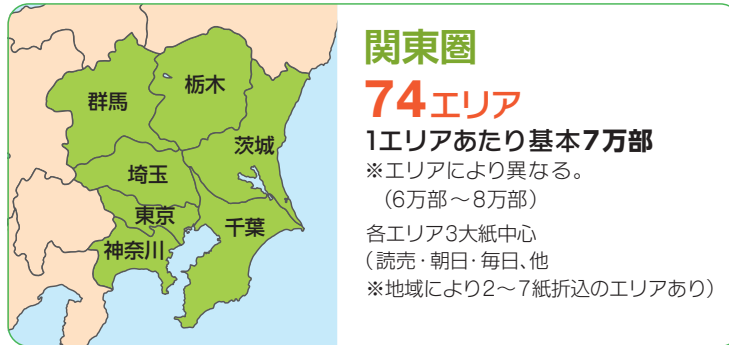 群馬
栃木
茨城
埼玉
東京
千葉
神奈川
関東圏
74エリア
1エリアあたり基本7万部
※エリアにより異なる。
（6万部～8万部）
各エリア3大紙中心
（読売・朝日・毎日、他
※地域により2～7紙折込のエリアあり）